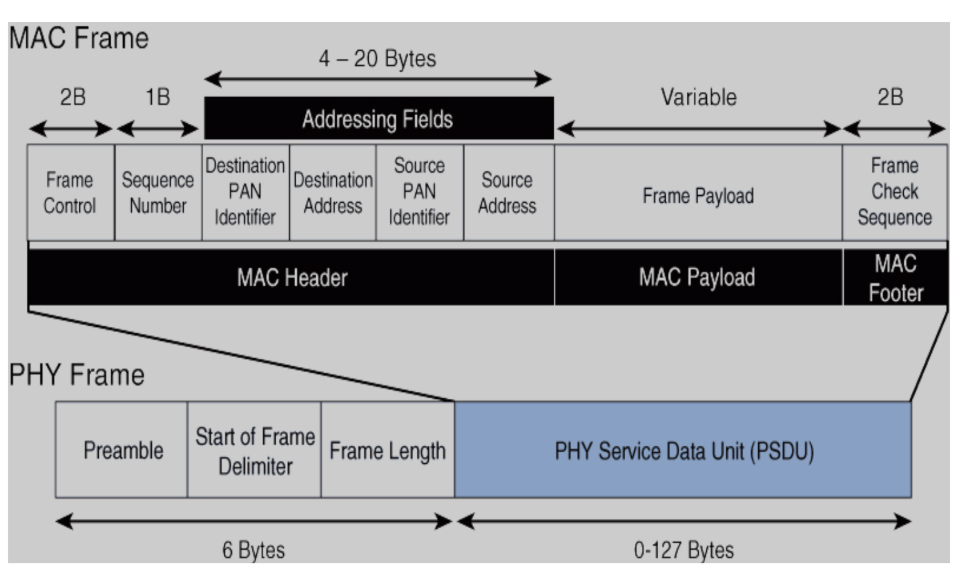 MAC Frame
4 – 20 Bytes
2B
1B
Variable
2B
Addressing Fields
Frame
Control
Sequence
Number
Destination
PAN
Identifier
Destination
Address
Source
PAN
Identifier
Source
Address
Frame Payload
Frame
Check
Sequence
MAC Header
MAC Payload
MAC
Footer
PHY Frame
Preamble
Start of Frame
Delimiter
Frame Length
PHY Service Data Unit (PSDU)
6 Bytes
0-127 Bytes